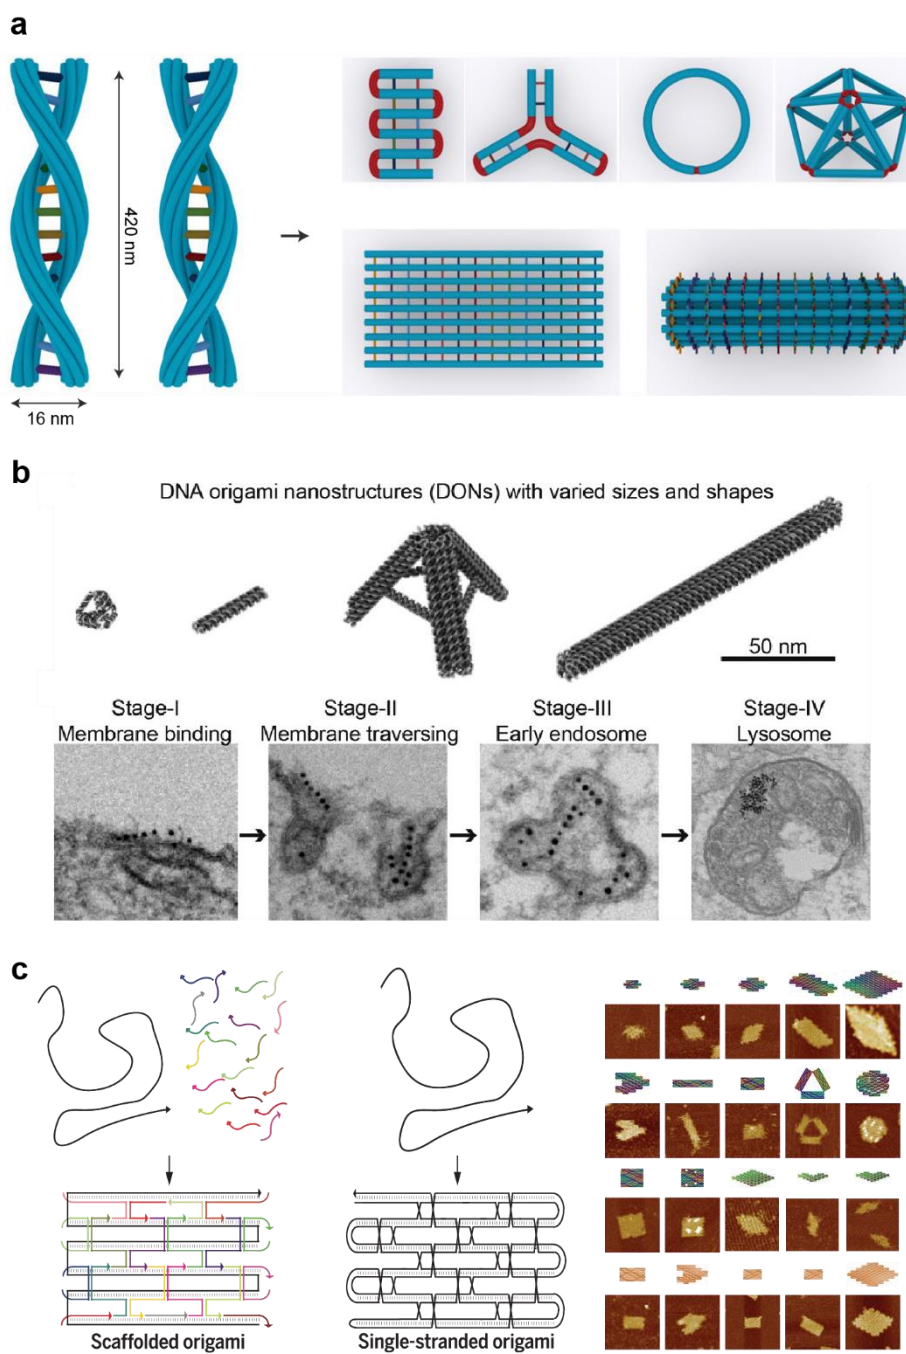 a
420 nm
16 nm
b
DNA origami nanostructures (DONs) with varied sizes and shapes
50 nm
Stage-I
Membrane binding
Stage-II
Membrane traversing
Stage-III
Early endosome
Stage-IV
Lysosome
c
Scaffolded origami
Single-stranded origami